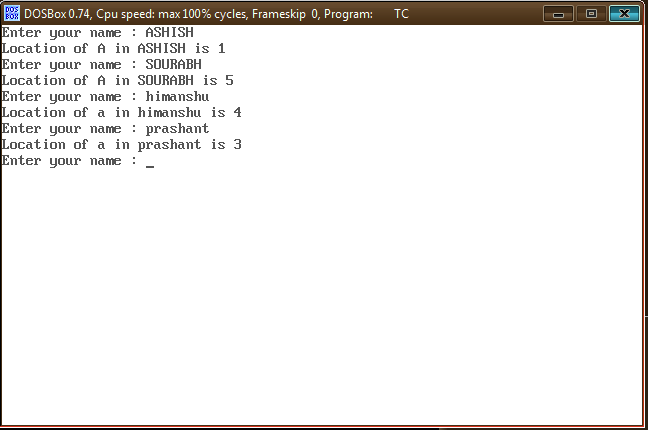 DOS BOX DOSBox 0.74, Cpu speed: max 100% cycles, Frameskip 0, Program: TC
Enter your name : ASHISH
Location of A in ASHISH is 1
Enter your name : SOURABH
Location of A in SOURABH is 5
Enter your name : himanshu
Location of a in himanshu is 4
Enter your name : prashant
Location of a in prashant is 3
Enter your name : _